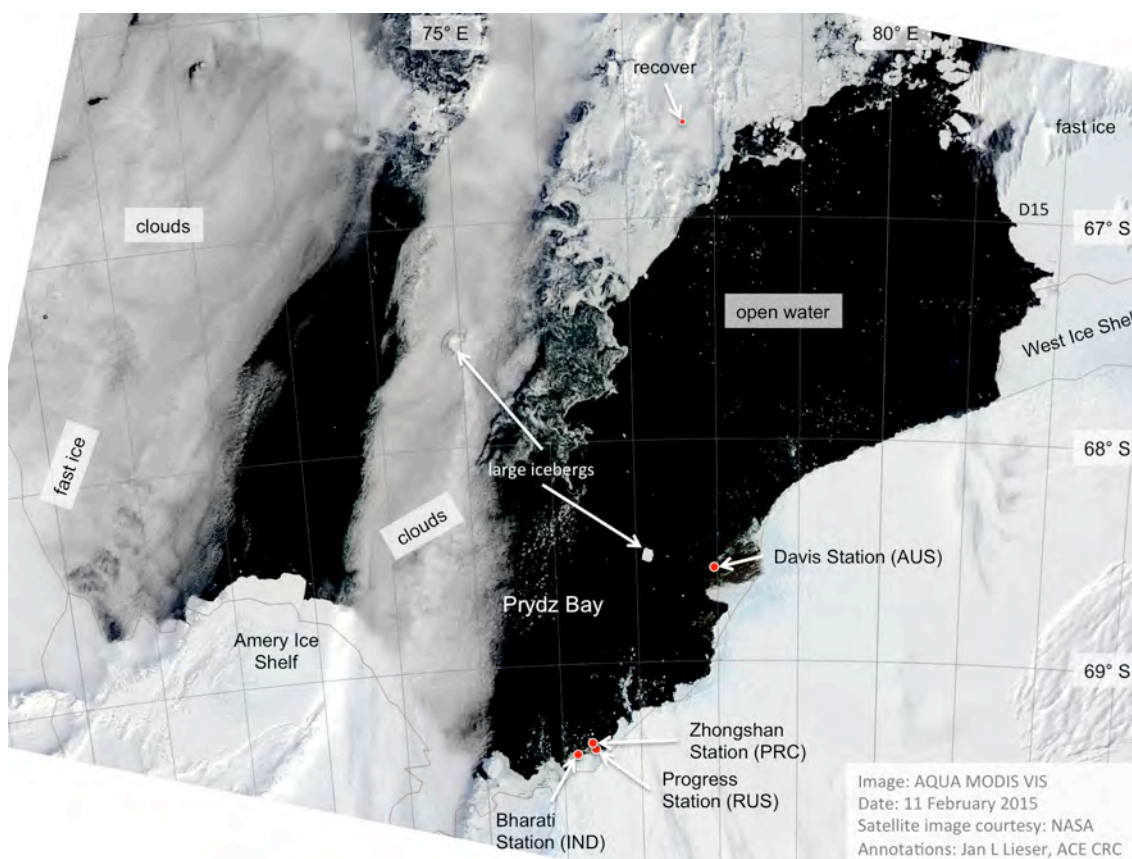 75° E
80° E
recover
fast ice
clouds
D15
67° S
open water
West Ice Shelf
fast ice
large icebergs
68° S
clouds
Davis Station (AUS)
Prydz Bay
Amery Ice
Shelf
69° S
Zhongshan
Station (PRC)
Progress
Station (RUS)
Bharati
Station (IND)
Image: AQUA MODIS VIS
Date: 11 February 2015
Satellite image courtesy: NASA
Annotations: Jan L Lieser, ACE CRC